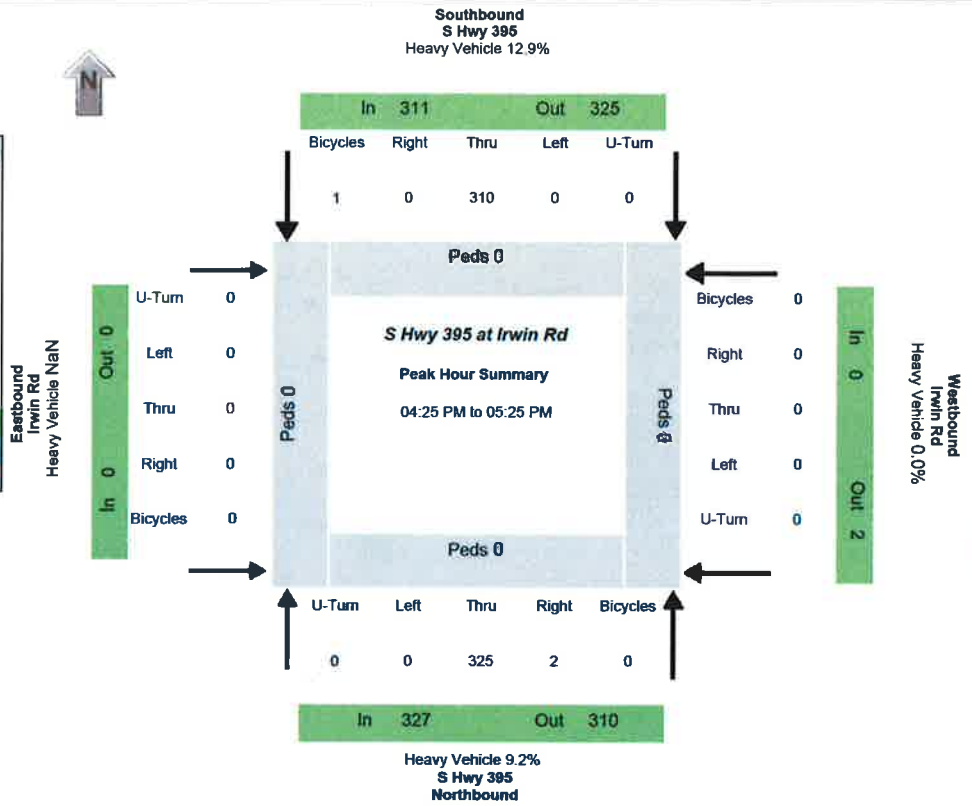 Southbound
S Hwy 395
Heavy Vehicle 12.9%
N
In 311 Out 325
Bicycles Right Thru Left U-Turn
1 0 310 0 0
Peds 0
Eastbound
Irwin Rd
Heavy Vehicle NaN
Out 0
In 0
U-Turn 0
Left 0
Thru 0
Right 0
Bicycles 0
Peds 0
S Hwy 395 at Irwin Rd
Peak Hour Summary
04:25 PM to 05:25 PM
Peds 0
Bicycles 0
Right 0
Thru 0
Left 0
U-Turn 0
In 0
Out 2
Westbound
Irwin Rd
Heavy Vehicle 0.0%
Peds 0
U-Turn Left Thru Right Bicycles
0 0 325 2 0
In 327 Out 310
Heavy Vehicle 9.2%
S Hwy 395
Northbound